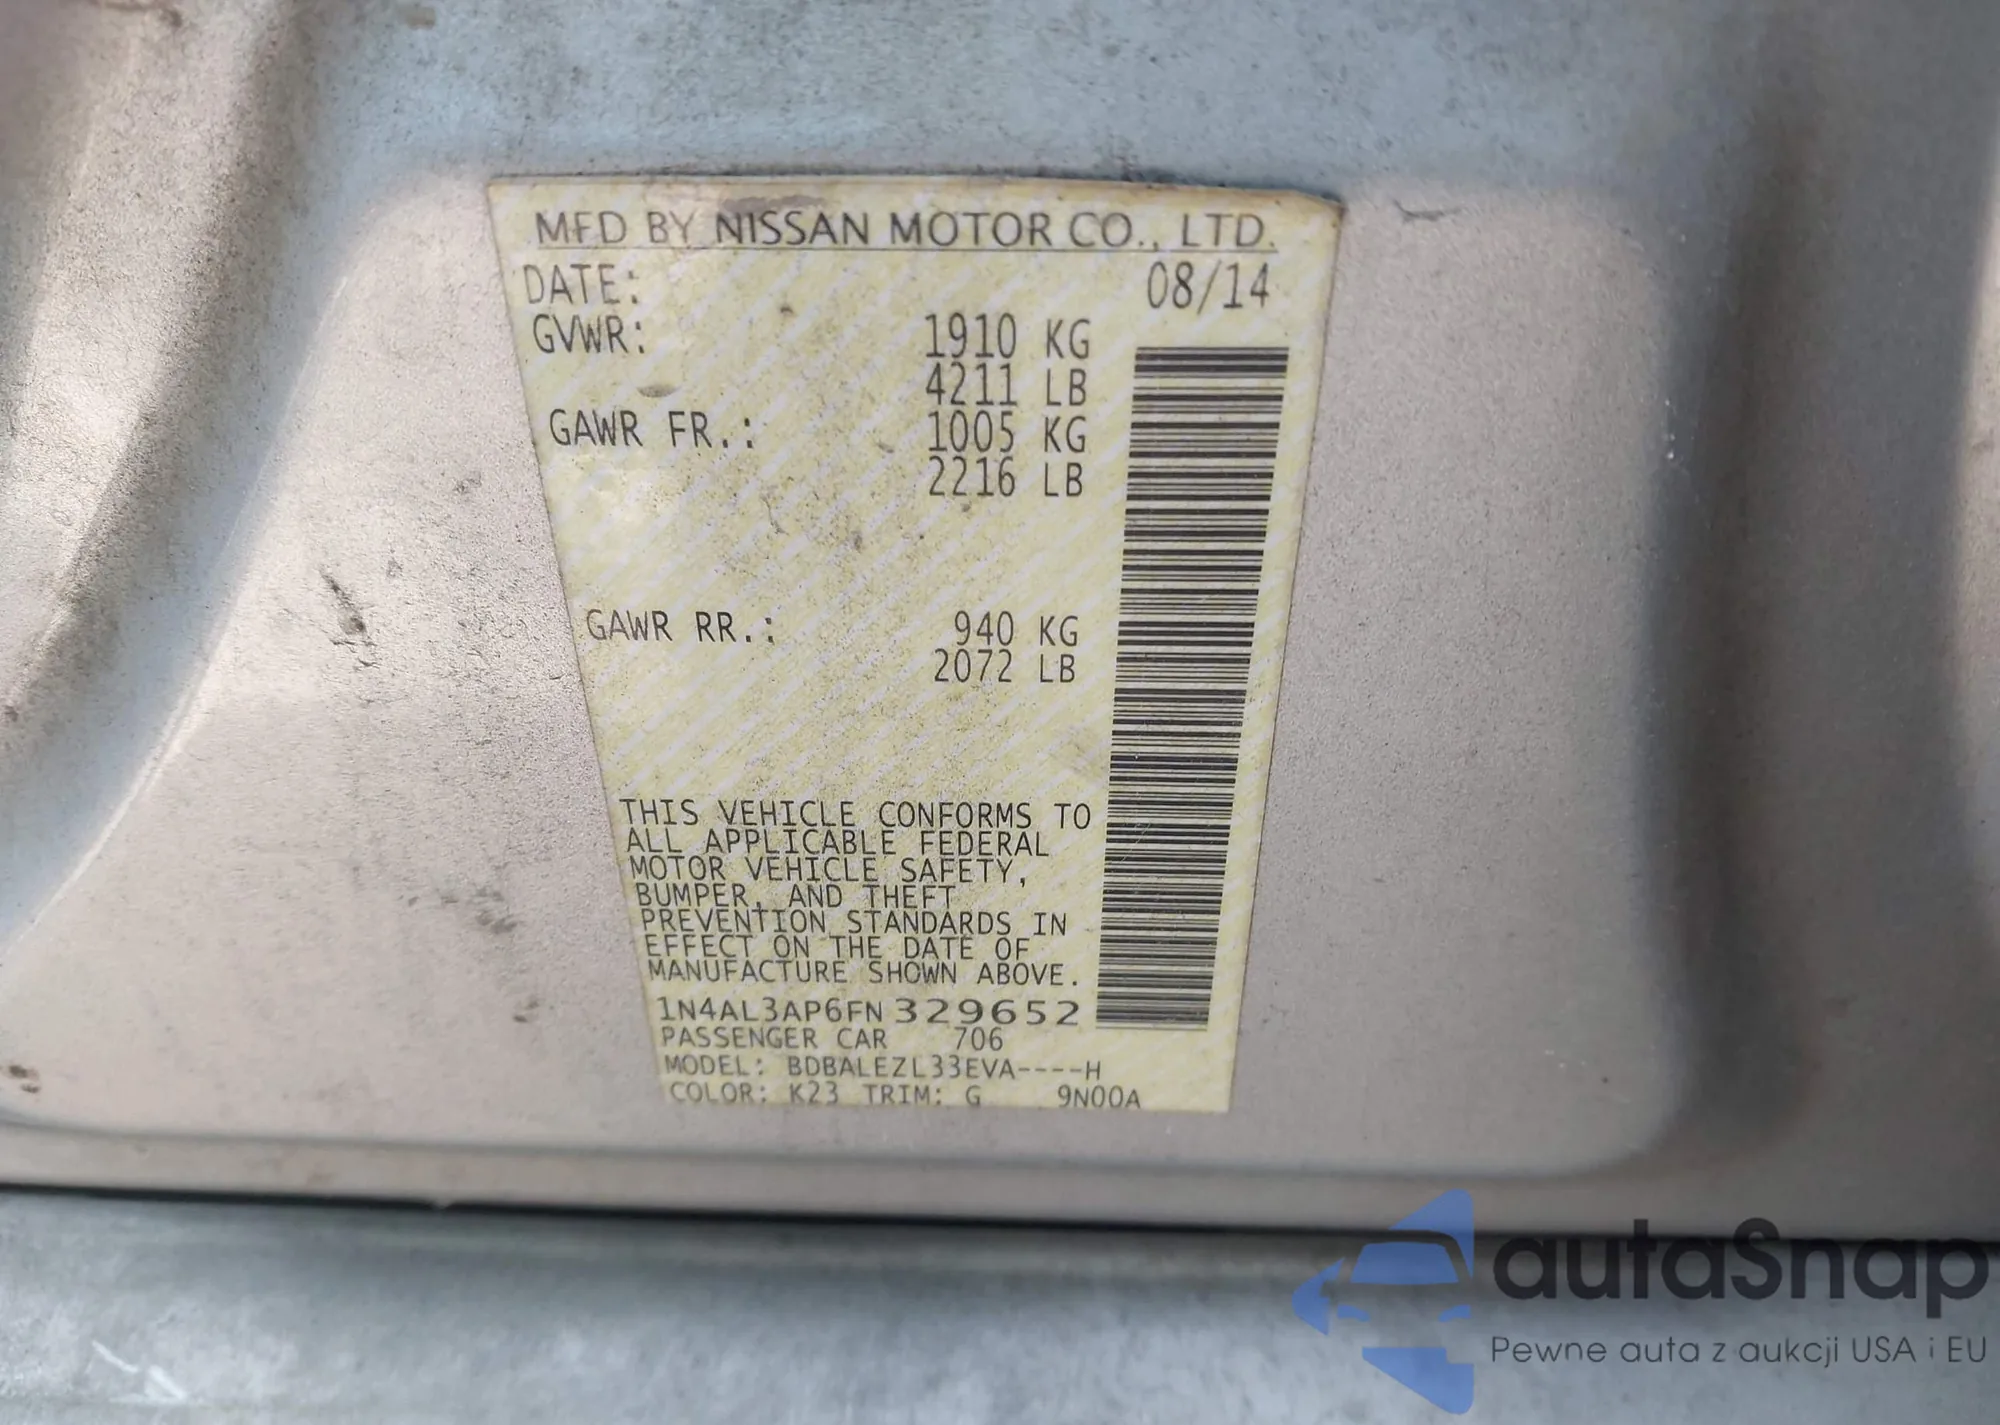 MFD BY NISSAN MOTOR CO., LTD.
DATE: 08/14
GVWR: 1910 KG
4211 LB
GAWR FR.: 1005 KG
2216 LB
GAWR RR.: 940 KG
2072 LB
THIS VEHICLE CONFORMS TO
ALL APPLICABLE FEDERAL
MOTOR VEHICLE SAFETY,
BUMPER, AND THEFT
PREVENTION STANDARDS IN
EFFECT ON THE DATE OF
MANUFACTURE SHOWN ABOVE.
1N4AL3AP6FN329652
PASSENGER CAR 706
MODEL: BDBALEZL33EVA----H
COLOR: K23 TRIM: G 9N00A
autaSnap
Pewne auta z aukcji USA i EU